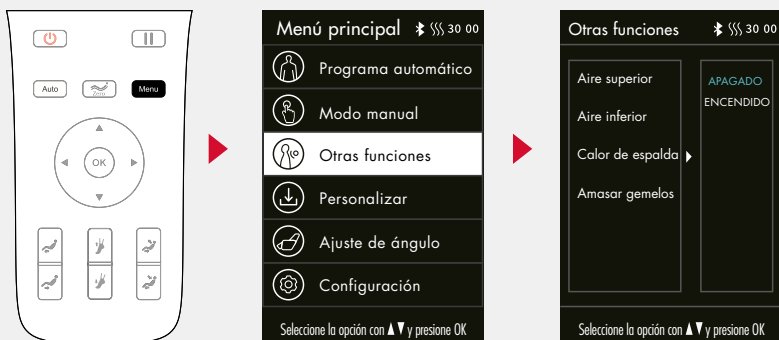 Auto
Zero
Menu
OK
Menú principal 30 00
Programa automático
Modo manual
Otras funciones
Personalizar
Ajuste de ángulo
Configuración
Seleccione la opción con ▲▼ y presione OK
Otras funciones 30 00
Aire superior
Aire inferior
Calor de espalda
Amasar gemelos
APAGADO
ENCENDIDO
Seleccione la opción con ▲▼ y presione OK